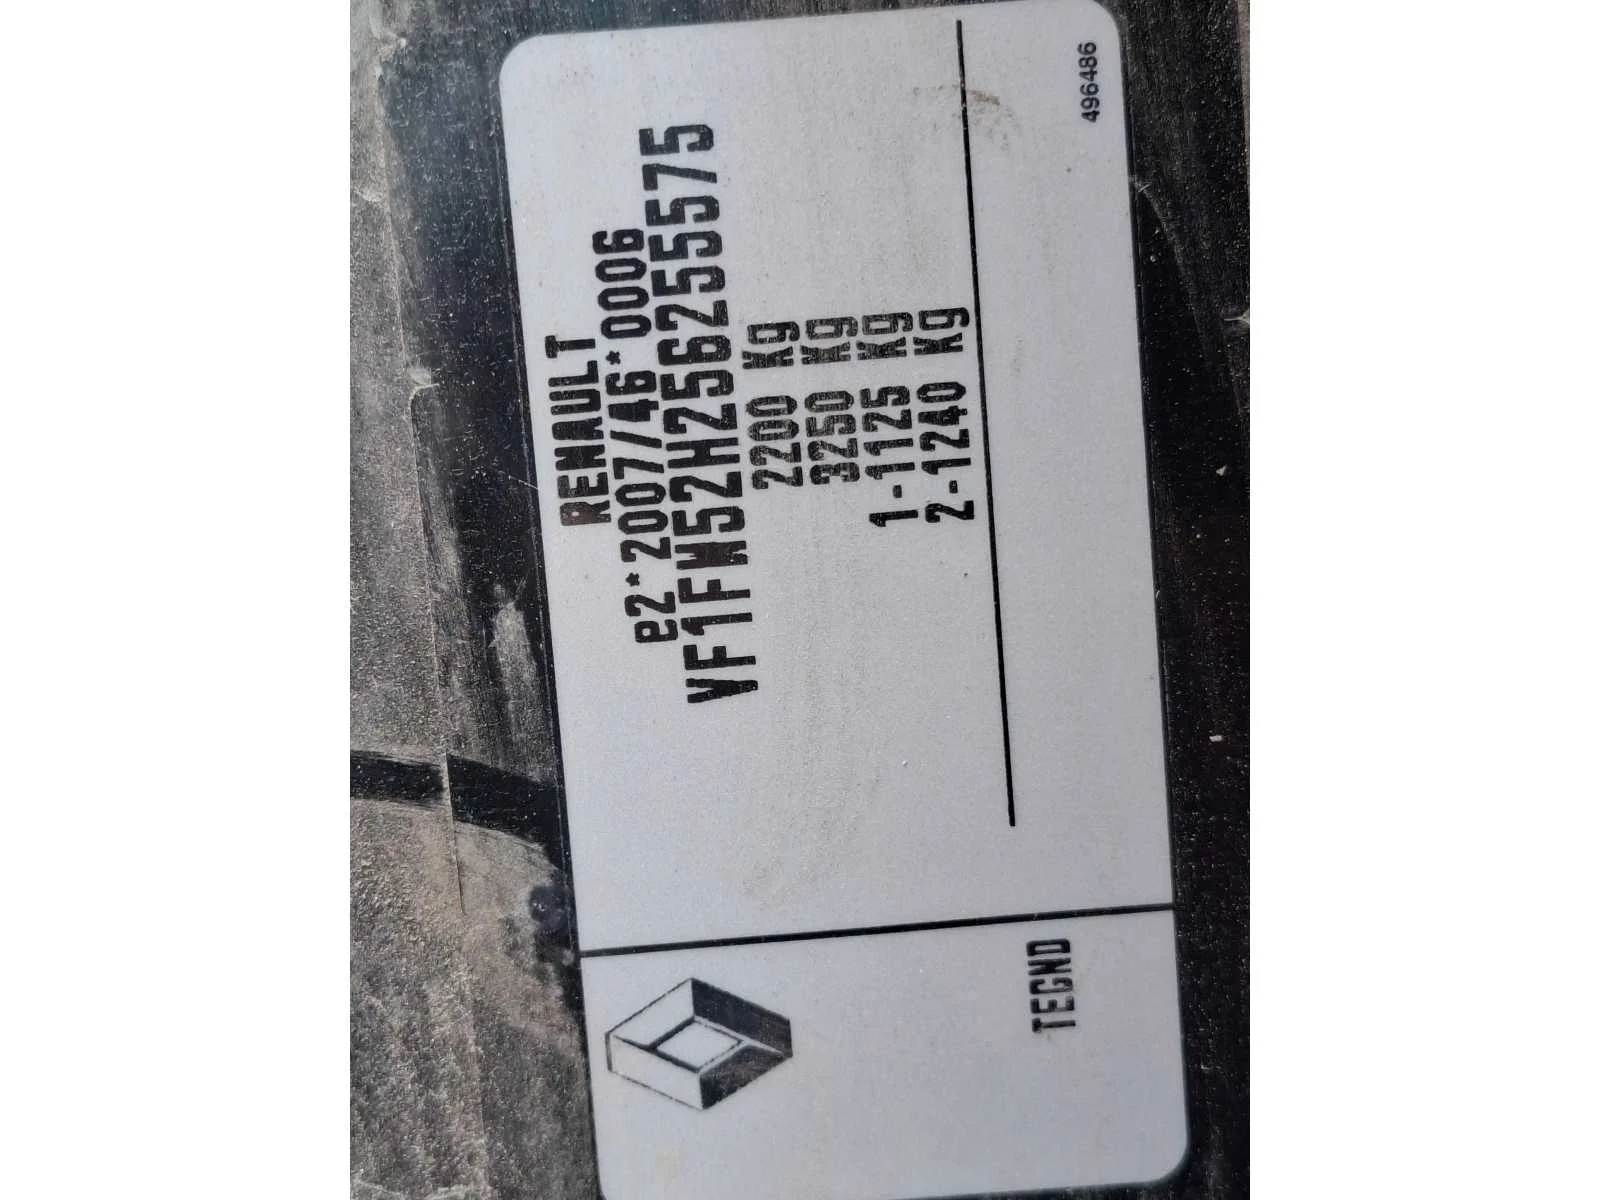 RENAULT
e2*2007/46*0006
VF1FW52H256255575
2200 Kg
3250 Kg
1-1125 Kg
2-1240 Kg
TEGND
496486